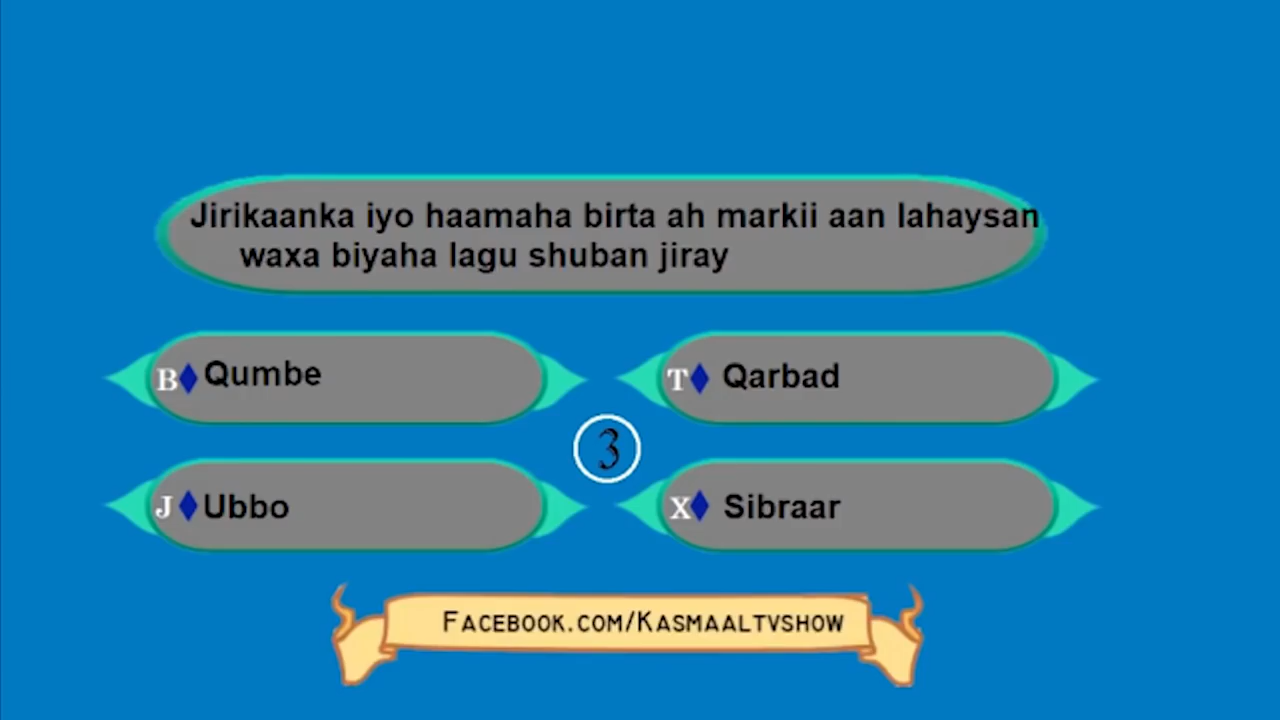 Jirikaanka iyo haamaha birta ah markii aan lahaysan
waxa biyaha lagu shuban jiray
B Qumbe
T Qarbad
3
J Ubbo
X Sibraar
Facebook.com/Kasmaaltvshow